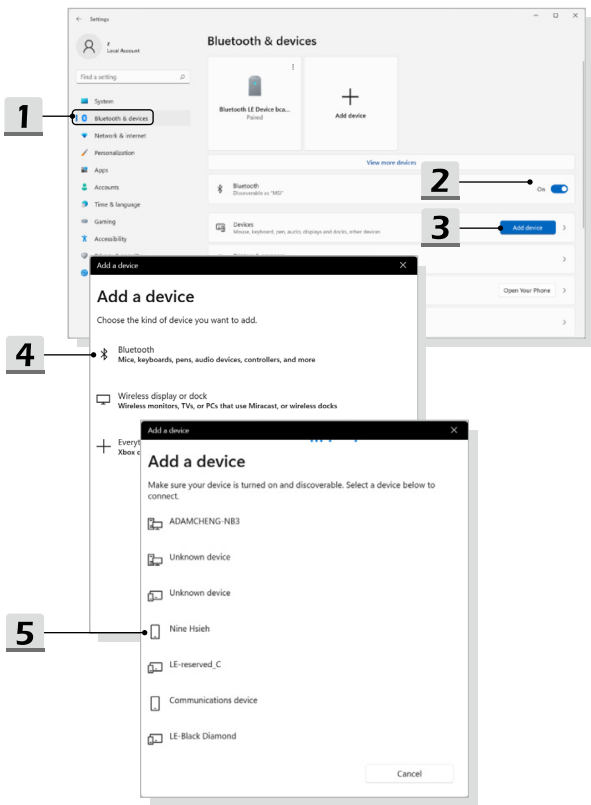 Settings
Local Account
Find a setting
System
Bluetooth & devices
Network & internet
Personalization
Apps
Accounts
Time & language
Gaming
Accessibility
Bluetooth & devices
Bluetooth LE Device bca...
Paired
Add device
View more devices
Bluetooth
Discoverable as "MSI"
On
Devices
Mouse, keyboard, pen, audio, displays and docks, other devices
Add device
Open Your Phone
1
2
3
Add a device
Add a device
Choose the kind of device you want to add.
4
Bluetooth
Mice, keyboards, pens, audio devices, controllers, and more
Wireless display or dock
Wireless monitors, TVs, or PCs that use Miracast, or wireless docks
Everyt
Xbox c
Add a device
Add a device
Make sure your device is turned on and discoverable. Select a device below to
connect.
ADAMCHENG-NB3
Unknown device
Unknown device
5
Nine Hsieh
LE-reserved_C
Communications device
LE-Black Diamond
Cancel